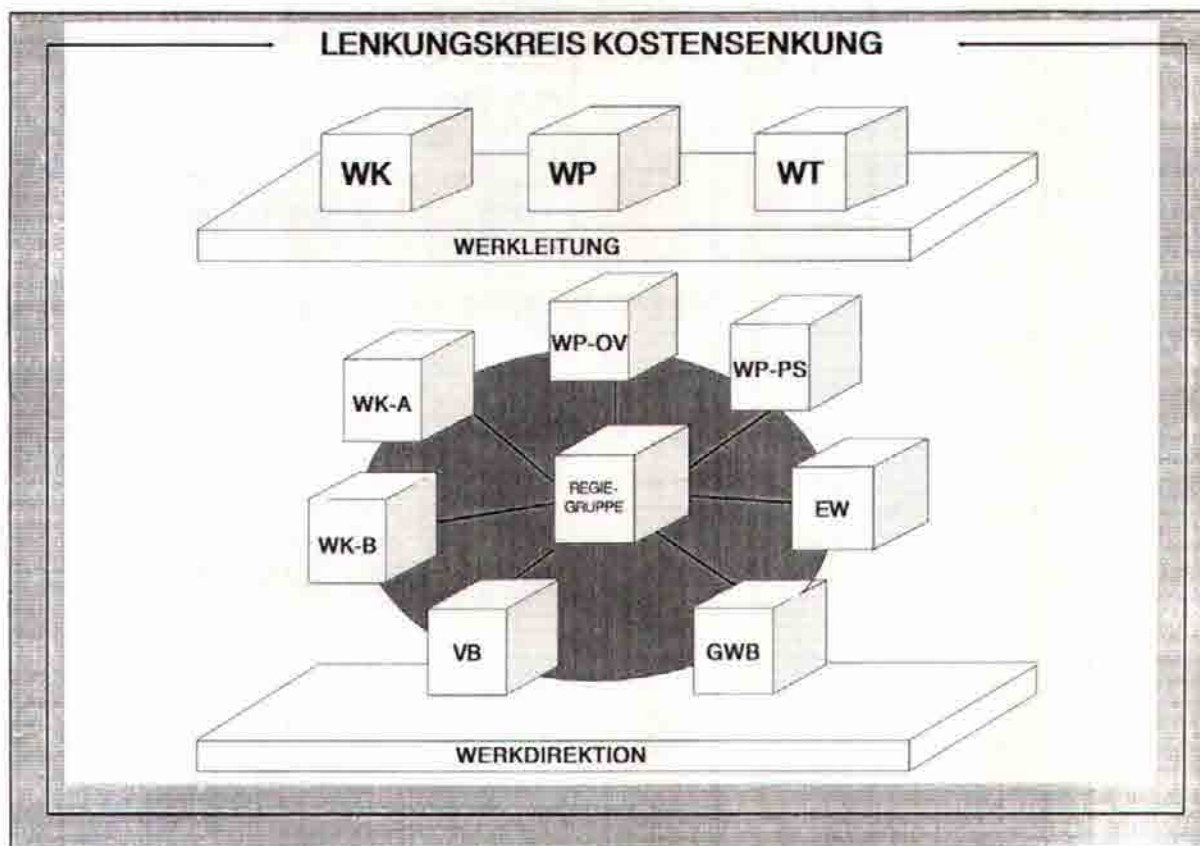 LENKUNGSKREIS KOSTENSENKUNG
WK
WP
WT
WERKLEITUNG
WP-OV
WP-PS
WK-A
REGIE-
GRUPPE
EW
WK-B
VB
GWB
WERKDIREKTION